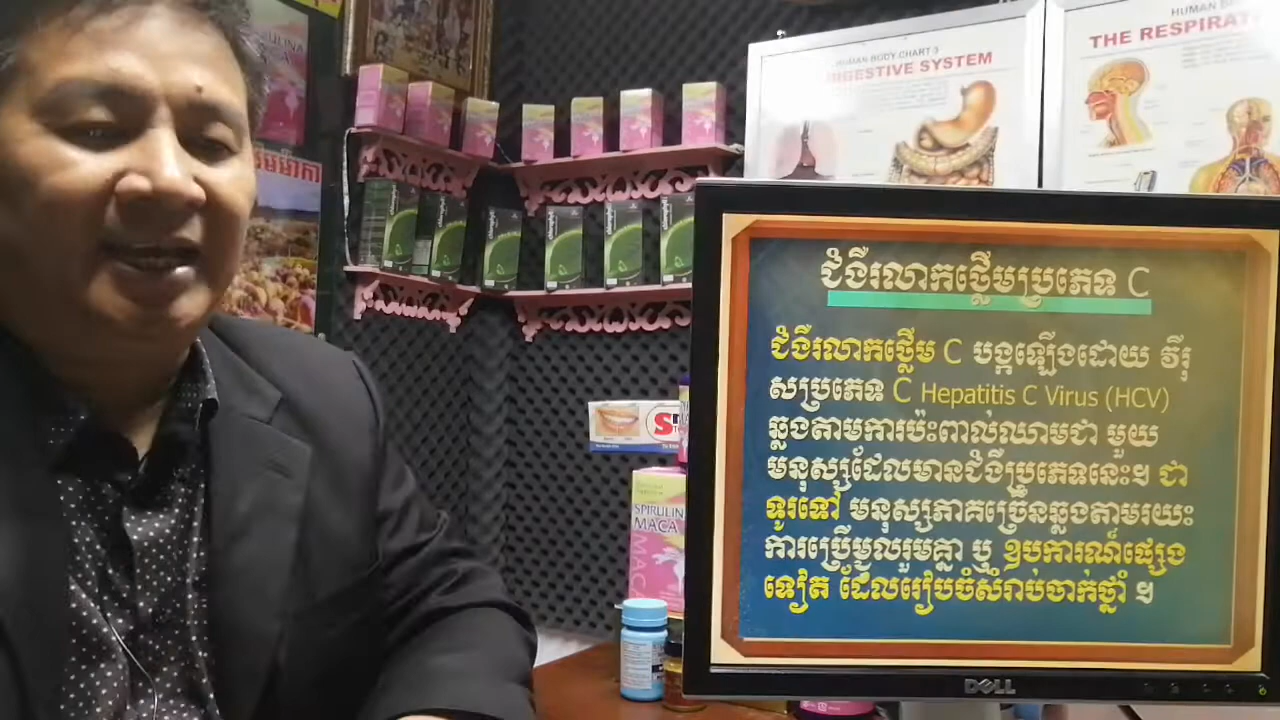 HUMAN BODY CHART 3
DIGESTIVE SYSTEM
THE RESPIRAT
ជំងឺរលាកថ្លើមប្រភេទ C
ជំងឺរលាកថ្លើម C បង្កឡើងដោយ វីរុ
សប្រភេទ C Hepatitis C Virus (HCV)
ឆ្លងតាមការប៉ះពាល់ឈាមជា មួយ
មនុស្សដែលមានជំងឺប្រភេទនេះ។ ជា
ទូរទៅ មនុស្សភាគច្រើនឆ្លងតាមរយះ
ការប្រើម្ជុលរួមគ្នា ឬ ឧបុការណ៍ផ្សេង
ទៀត ដែលរៀបចំសំរាប់ចាក់ថ្នាំ ។
SPIRULIN
MACA
DELL